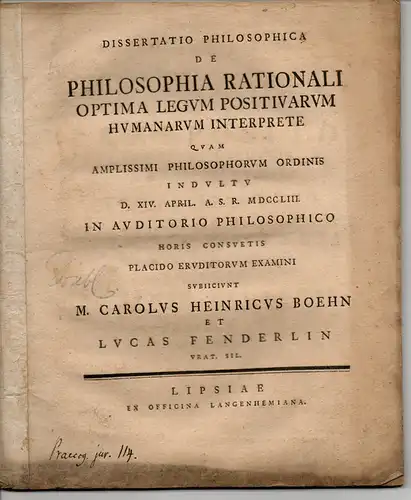 DISSERTATIO PHILOSOPHICA
DE
PHILOSOPHIA RATIONALI
OPTIMA LEGVM POSITIVARVM
HVMANARVM INTERPRETE
QVAM
AMPLISSIMI PHILOSOPHORVM ORDINIS
INDVLTV
D. XIV. APRIL. A. S. R. MDCCLIII.
IN AVDITORIO PHILOSOPHICO
HORIS CONSVETIS
PLACIDO ERVDITORVM EXAMINI
SVBIICIVNT
M. CAROLVS HEINRICVS BOEHN
ET
LVCAS FENDERLIN
VRAT. SIL.
LIPSIAE
EX OFFICINA LANGENHEMIANA.
Praecog. jur. 114.